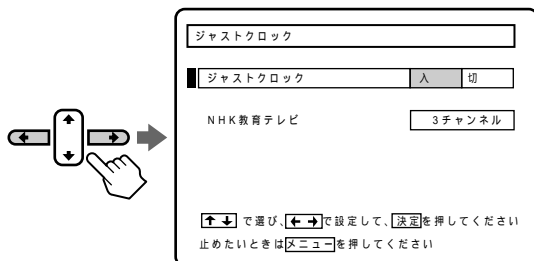 ジャストクロック
ジャストクロック 入 切
NHK教育テレビ 3チャンネル
↑↓で選び、←→で設定して、決定を押してください
止めたいときはメニューを押してください